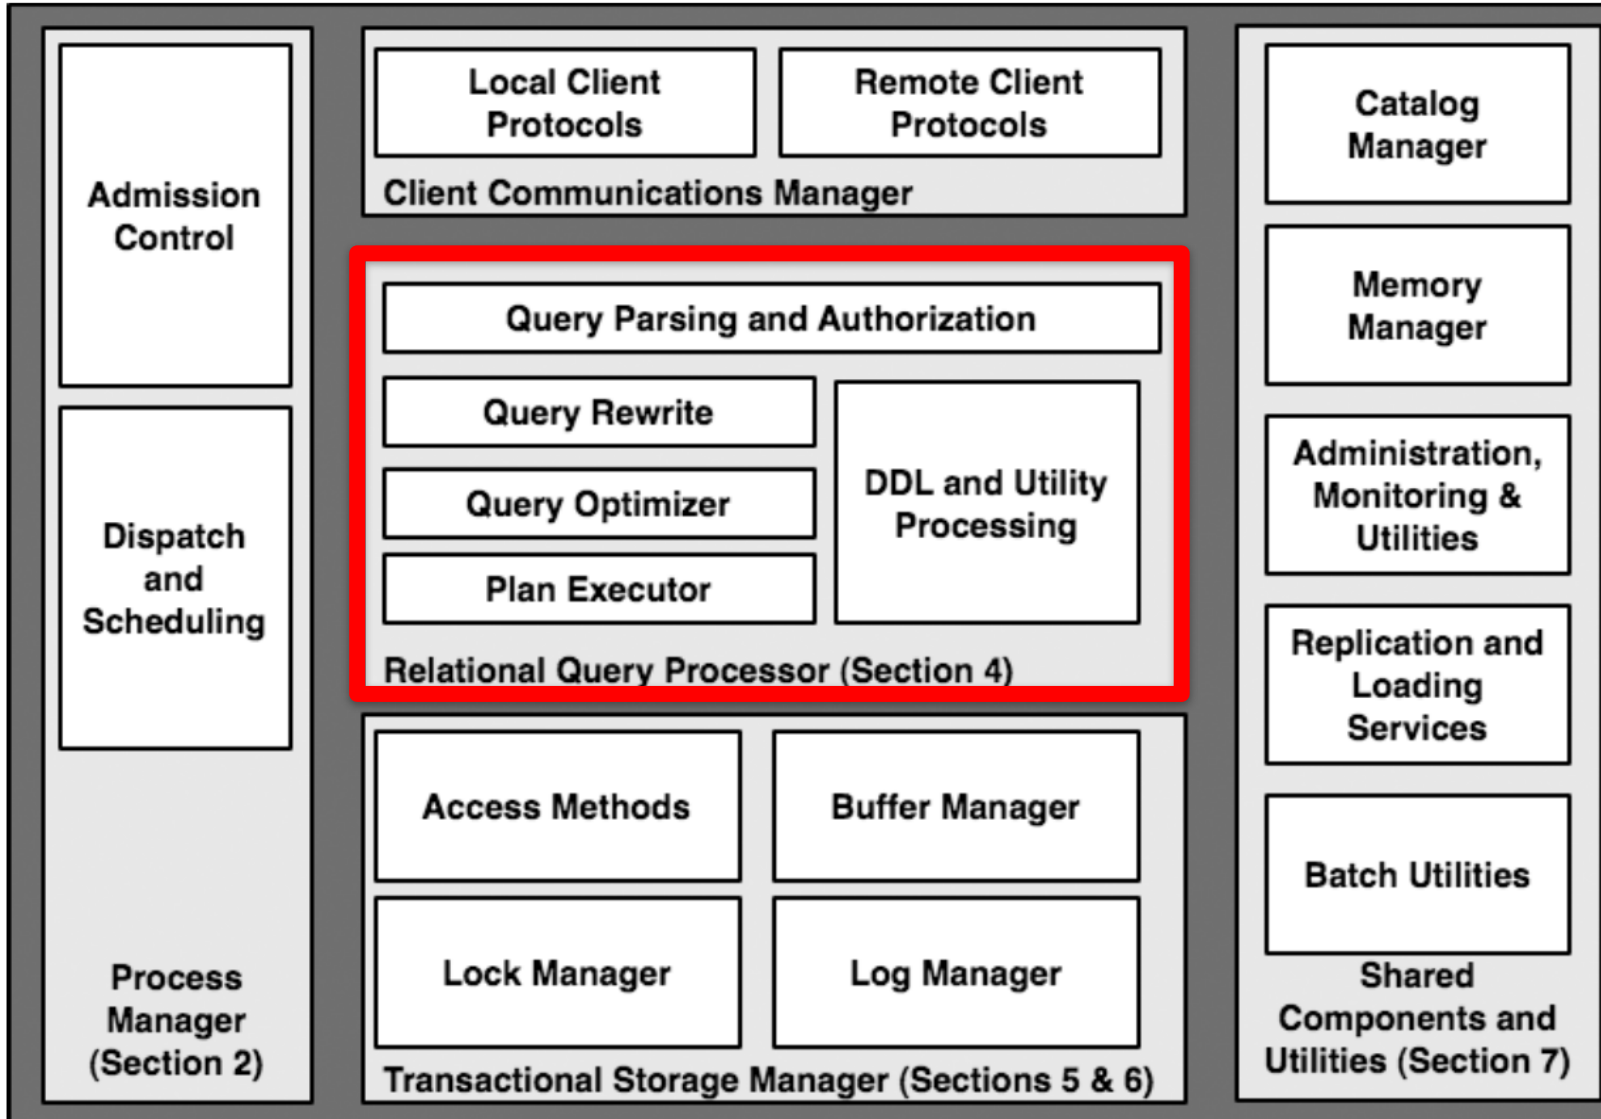 Admission
Control
Dispatch
and
Scheduling
Process
Manager
(Section 2)
Local Client
Protocols
Remote Client
Protocols
Client Communications Manager
Query Parsing and Authorization
Query Rewrite
Query Optimizer
Plan Executor
DDL and Utility
Processing
Relational Query Processor (Section 4)
Access Methods
Buffer Manager
Lock Manager
Log Manager
Transactional Storage Manager (Sections 5 & 6)
Catalog
Manager
Memory
Manager
Administration,
Monitoring &
Utilities
Replication and
Loading
Services
Batch Utilities
Shared
Components and
Utilities (Section 7)